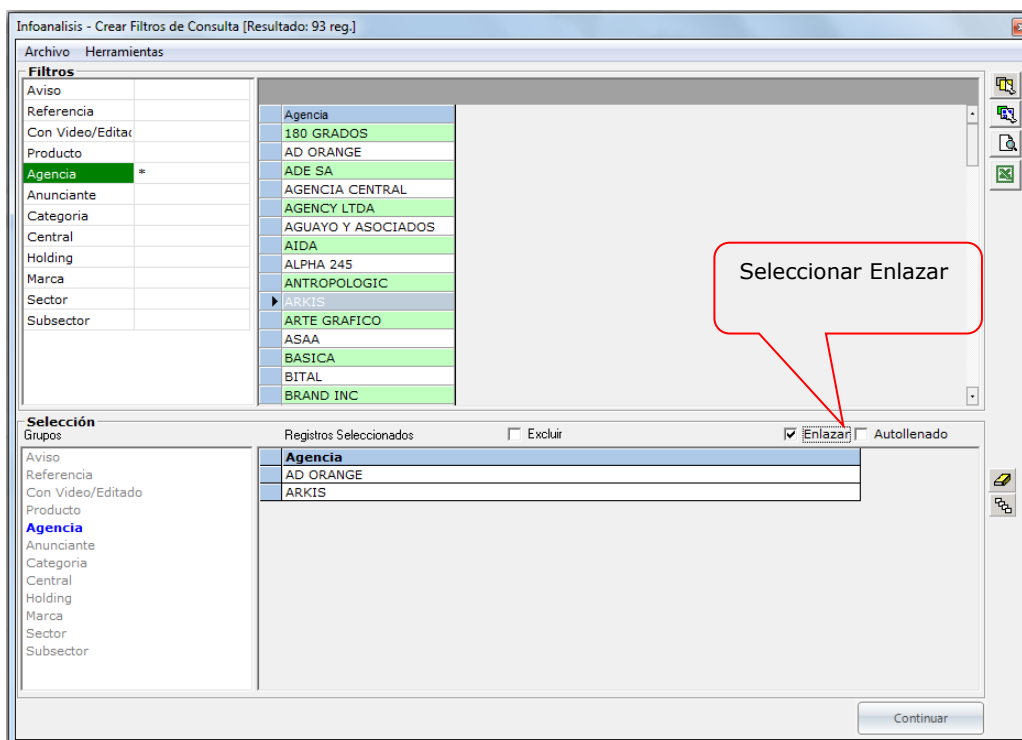 Infoanalisis - Crear Filtros de Consulta [Resultado: 93 reg.]
Archivo Herramientas
Filtros
Aviso
Referencia
Con Video/Editac
Producto
Agencia *
Anunciante
Categoria
Central
Holding
Marca
Sector
Subsector
Agencia
180 GRADOS
AD ORANGE
ADE SA
AGENCIA CENTRAL
AGENCY LTDA
AGUAYO Y ASOCIADOS
AIDA
ALPHA 245
ANTROPOLOGIC
ARKIS
ARTE GRAFICO
ASAA
BASICA
BITAL
BRAND INC
Seleccionar Enlazar
Selección
Grupos
Registros Seleccionados Excluir Enlazar Autollenado
Aviso
Referencia
Con Video/Editado
Producto
Agencia
Anunciante
Categoria
Central
Holding
Marca
Sector
Subsector
Agencia
AD ORANGE
ARKIS
Continuar